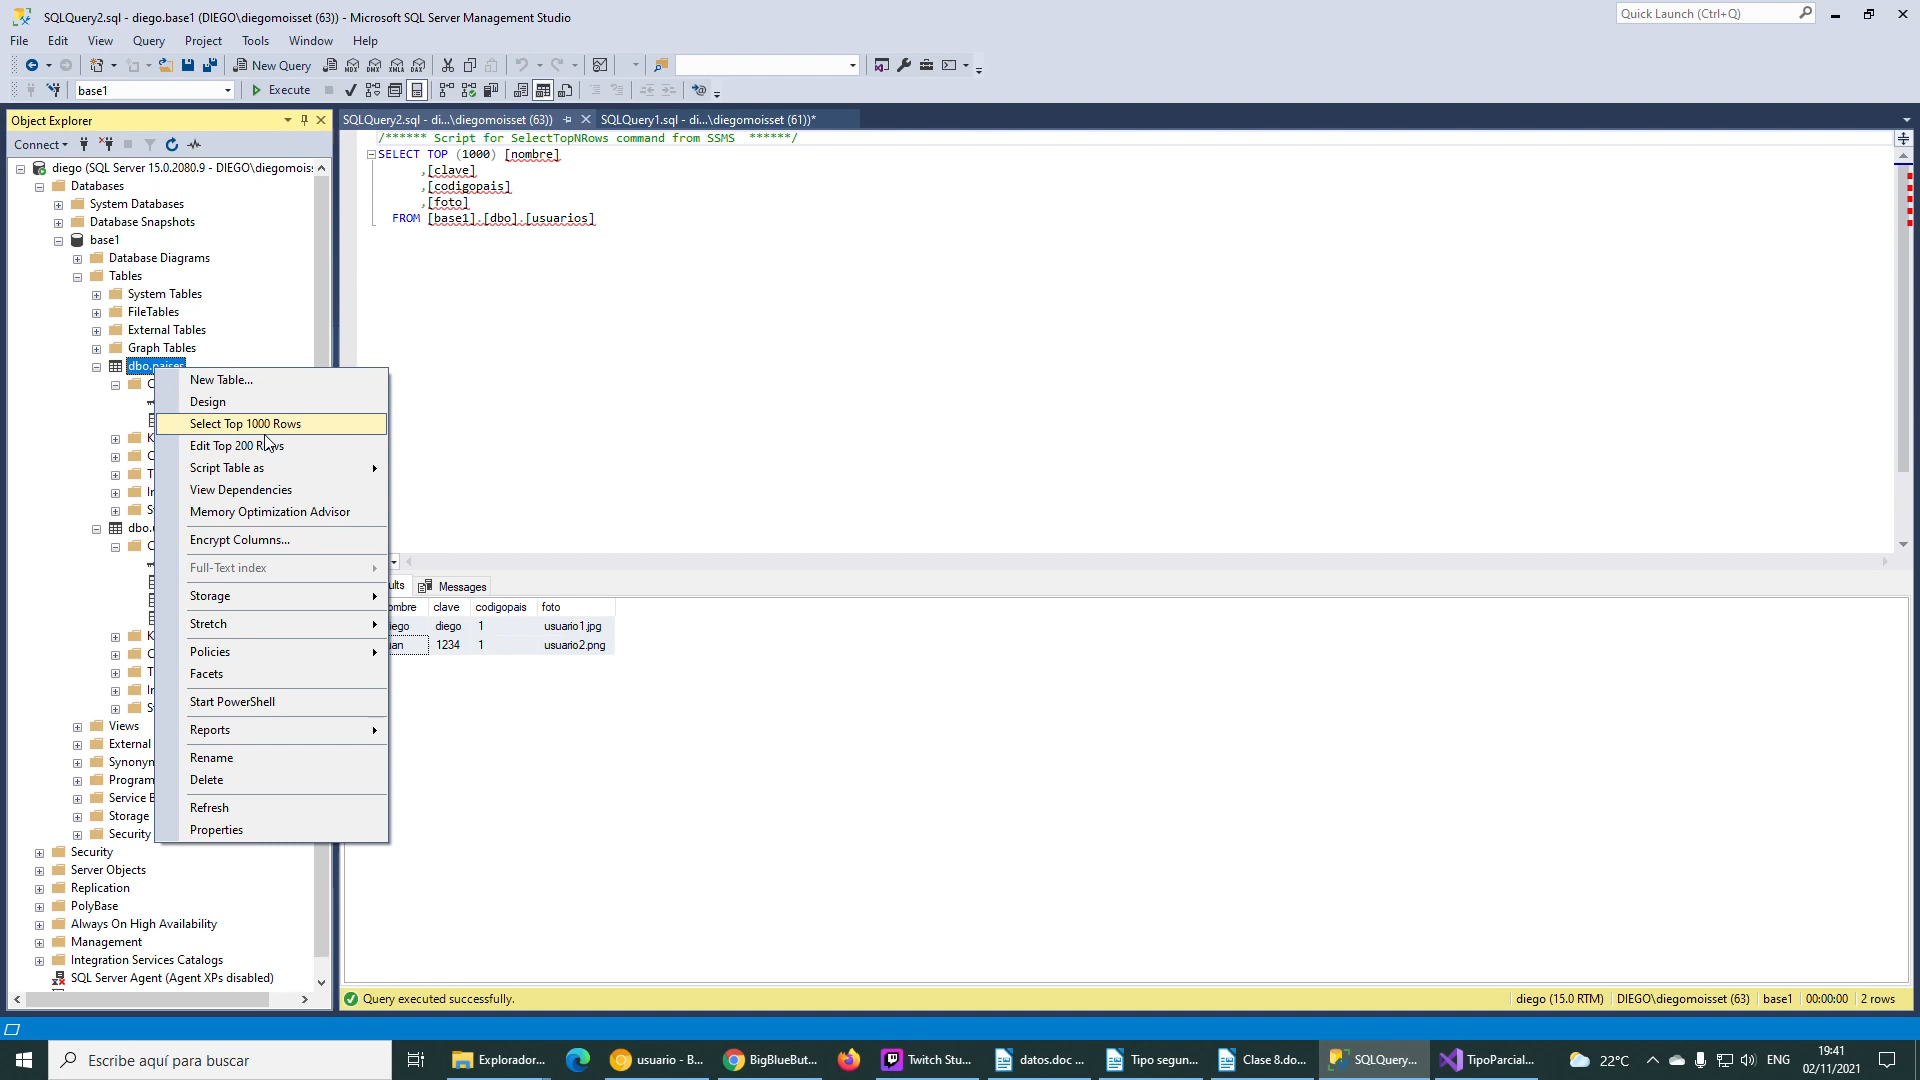 SQLQuery2.sql - diego.base1 (DIEGO\diegomoisset (63)) - Microsoft SQL Server Management Studio
Quick Launch (Ctrl+Q)
File Edit View Query Project Tools Window Help
New Query
MDX DMX XMLA DAX
base1
Execute
Object Explorer
SQLQuery2.sql - di...\diegomoisset (63))
SQLQuery1.sql - di...\diegomoisset (61))*
Connect
/****** Script for SelectTopNRows command from SSMS ******/
SELECT TOP (1000) [nombre]
,[clave]
,[codigopais]
,[foto]
FROM [base1].[dbo].[usuarios]
diego (SQL Server 15.0.2080.9 - DIEGO\diegomois
Databases
System Databases
Database Snapshots
base1
Database Diagrams
Tables
System Tables
FileTables
External Tables
Graph Tables
dbo.paises
New Table...
Design
Select Top 1000 Rows
Edit Top 200 Rows
Script Table as
View Dependencies
Memory Optimization Advisor
Encrypt Columns...
Full-Text index
Storage
Stretch
Policies
Facets
Start PowerShell
Reports
Rename
Delete
Refresh
Properties
Views
External
Synonyn
Program
Service E
Storage
Security
Security
Server Objects
Replication
PolyBase
Always On High Availability
Management
Integration Services Catalogs
SQL Server Agent (Agent XPs disabled)
ults Messages
ombre clave codigopais foto
iego diego 1 usuario1.jpg
an 1234 1 usuario2.png
Query executed successfully.
diego (15.0 RTM) DIEGO\diegomoisset (63) base1 00:00:00 2 rows
Escribe aquí para buscar
Explorador...
usuario - B...
BigBlueBut...
Twitch Stu...
datos.doc ...
Tipo segun...
Clase 8.do...
SQLQuery...
TipoParcial...
22°C
ENG
19:41
02/11/2021